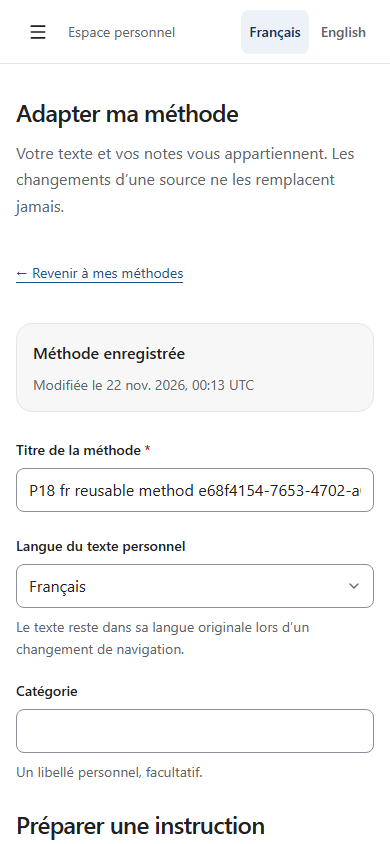 Espace personnel
Français
English
Adapter ma méthode
Votre texte et vos notes vous appartiennent. Les
changements d’une source ne les remplacent
jamais.
← Revenir à mes méthodes
Méthode enregistrée
Modifiée le 22 nov. 2026, 00:13 UTC
Titre de la méthode *
P18 fr reusable method e68f4154-7653-4702-a
Langue du texte personnel
Français
Le texte reste dans sa langue originale lors d’un
changement de navigation.
Catégorie
Un libellé personnel, facultatif.
Préparer une instruction